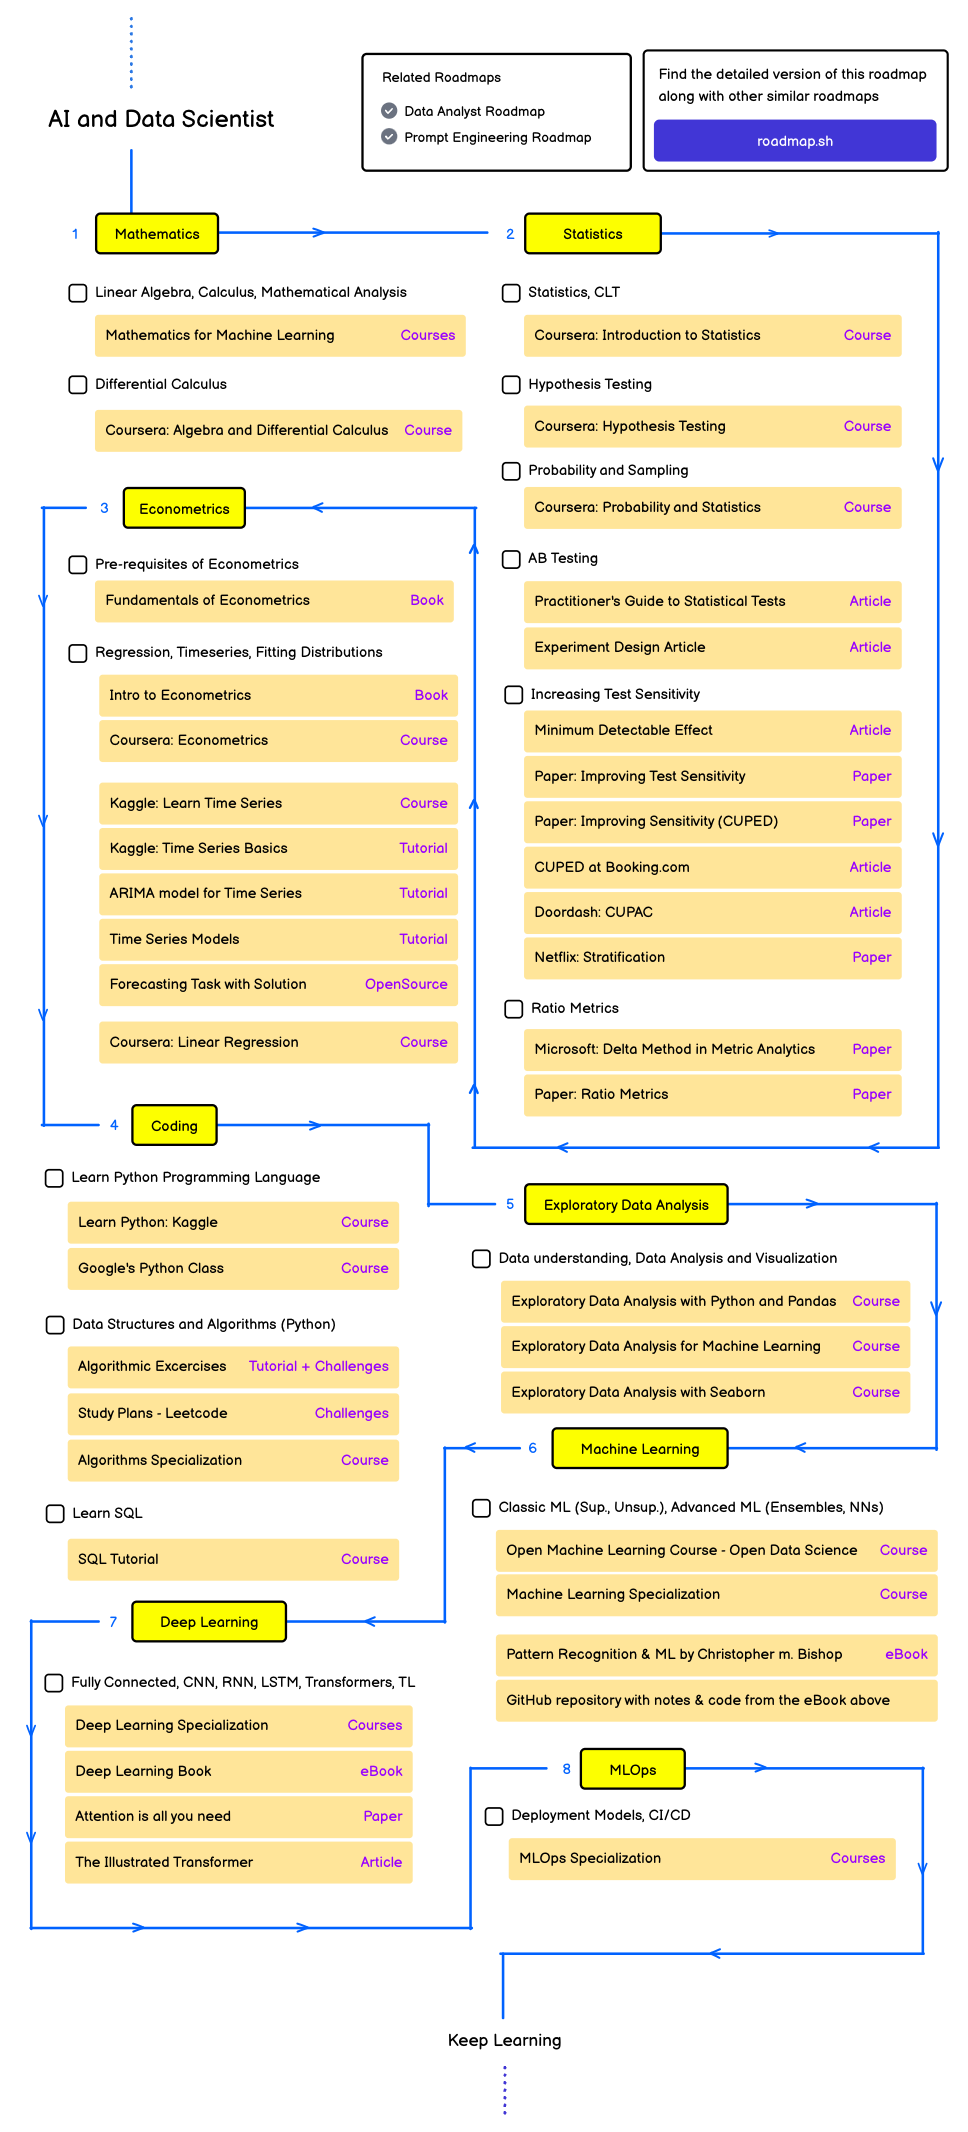 AI and Data Scientist
Related Roadmaps
Data Analyst Roadmap
Prompt Engineering Roadmap
Find the detailed version of this roadmap
along with other similar roadmaps
roadmap.sh
1 Mathematics
Linear Algebra, Calculus, Mathematical Analysis
Mathematics for Machine Learning Courses
Differential Calculus
Coursera: Algebra and Differential Calculus Course
2 Statistics
Statistics, CLT
Coursera: Introduction to Statistics Course
Hypothesis Testing
Coursera: Hypothesis Testing Course
Probability and Sampling
Coursera: Probability and Statistics Course
AB Testing
Practitioner's Guide to Statistical Tests Article
Experiment Design Article Article
Increasing Test Sensitivity
Minimum Detectable Effect Article
Paper: Improving Test Sensitivity Paper
Paper: Improving Sensitivity (CUPED) Paper
CUPED at Booking.com Article
Doordash: CUPAC Article
Netflix: Stratification Paper
Ratio Metrics
Microsoft: Delta Method in Metric Analytics Paper
Paper: Ratio Metrics Paper
3 Econometrics
Pre-requisites of Econometrics
Fundamentals of Econometrics Book
Regression, Timeseries, Fitting Distributions
Intro to Econometrics Book
Coursera: Econometrics Course
Kaggle: Learn Time Series Course
Kaggle: Time Series Basics Tutorial
ARIMA model for Time Series Tutorial
Time Series Models Tutorial
Forecasting Task with Solution OpenSource
Coursera: Linear Regression Course
4 Coding
Learn Python Programming Language
Learn Python: Kaggle Course
Google's Python Class Course
Data Structures and Algorithms (Python)
Algorithmic Excercises Tutorial + Challenges
Study Plans - Leetcode Challenges
Algorithms Specialization Course
Learn SQL
SQL Tutorial Course
5 Exploratory Data Analysis
Data understanding, Data Analysis and Visualization
Exploratory Data Analysis with Python and Pandas Course
Exploratory Data Analysis for Machine Learning Course
Exploratory Data Analysis with Seaborn Course
6 Machine Learning
Classic ML (Sup., Unsup.), Advanced ML (Ensembles, NNs)
Open Machine Learning Course - Open Data Science Course
Machine Learning Specialization Course
Pattern Recognition & ML by Christopher m. Bishop eBook
GitHub repository with notes & code from the eBook above
7 Deep Learning
Fully Connected, CNN, RNN, LSTM, Transformers, TL
Deep Learning Specialization Courses
Deep Learning Book eBook
Attention is all you need Paper
The Illustrated Transformer Article
8 MLOps
Deployment Models, CI/CD
MLOps Specialization Courses
Keep Learning